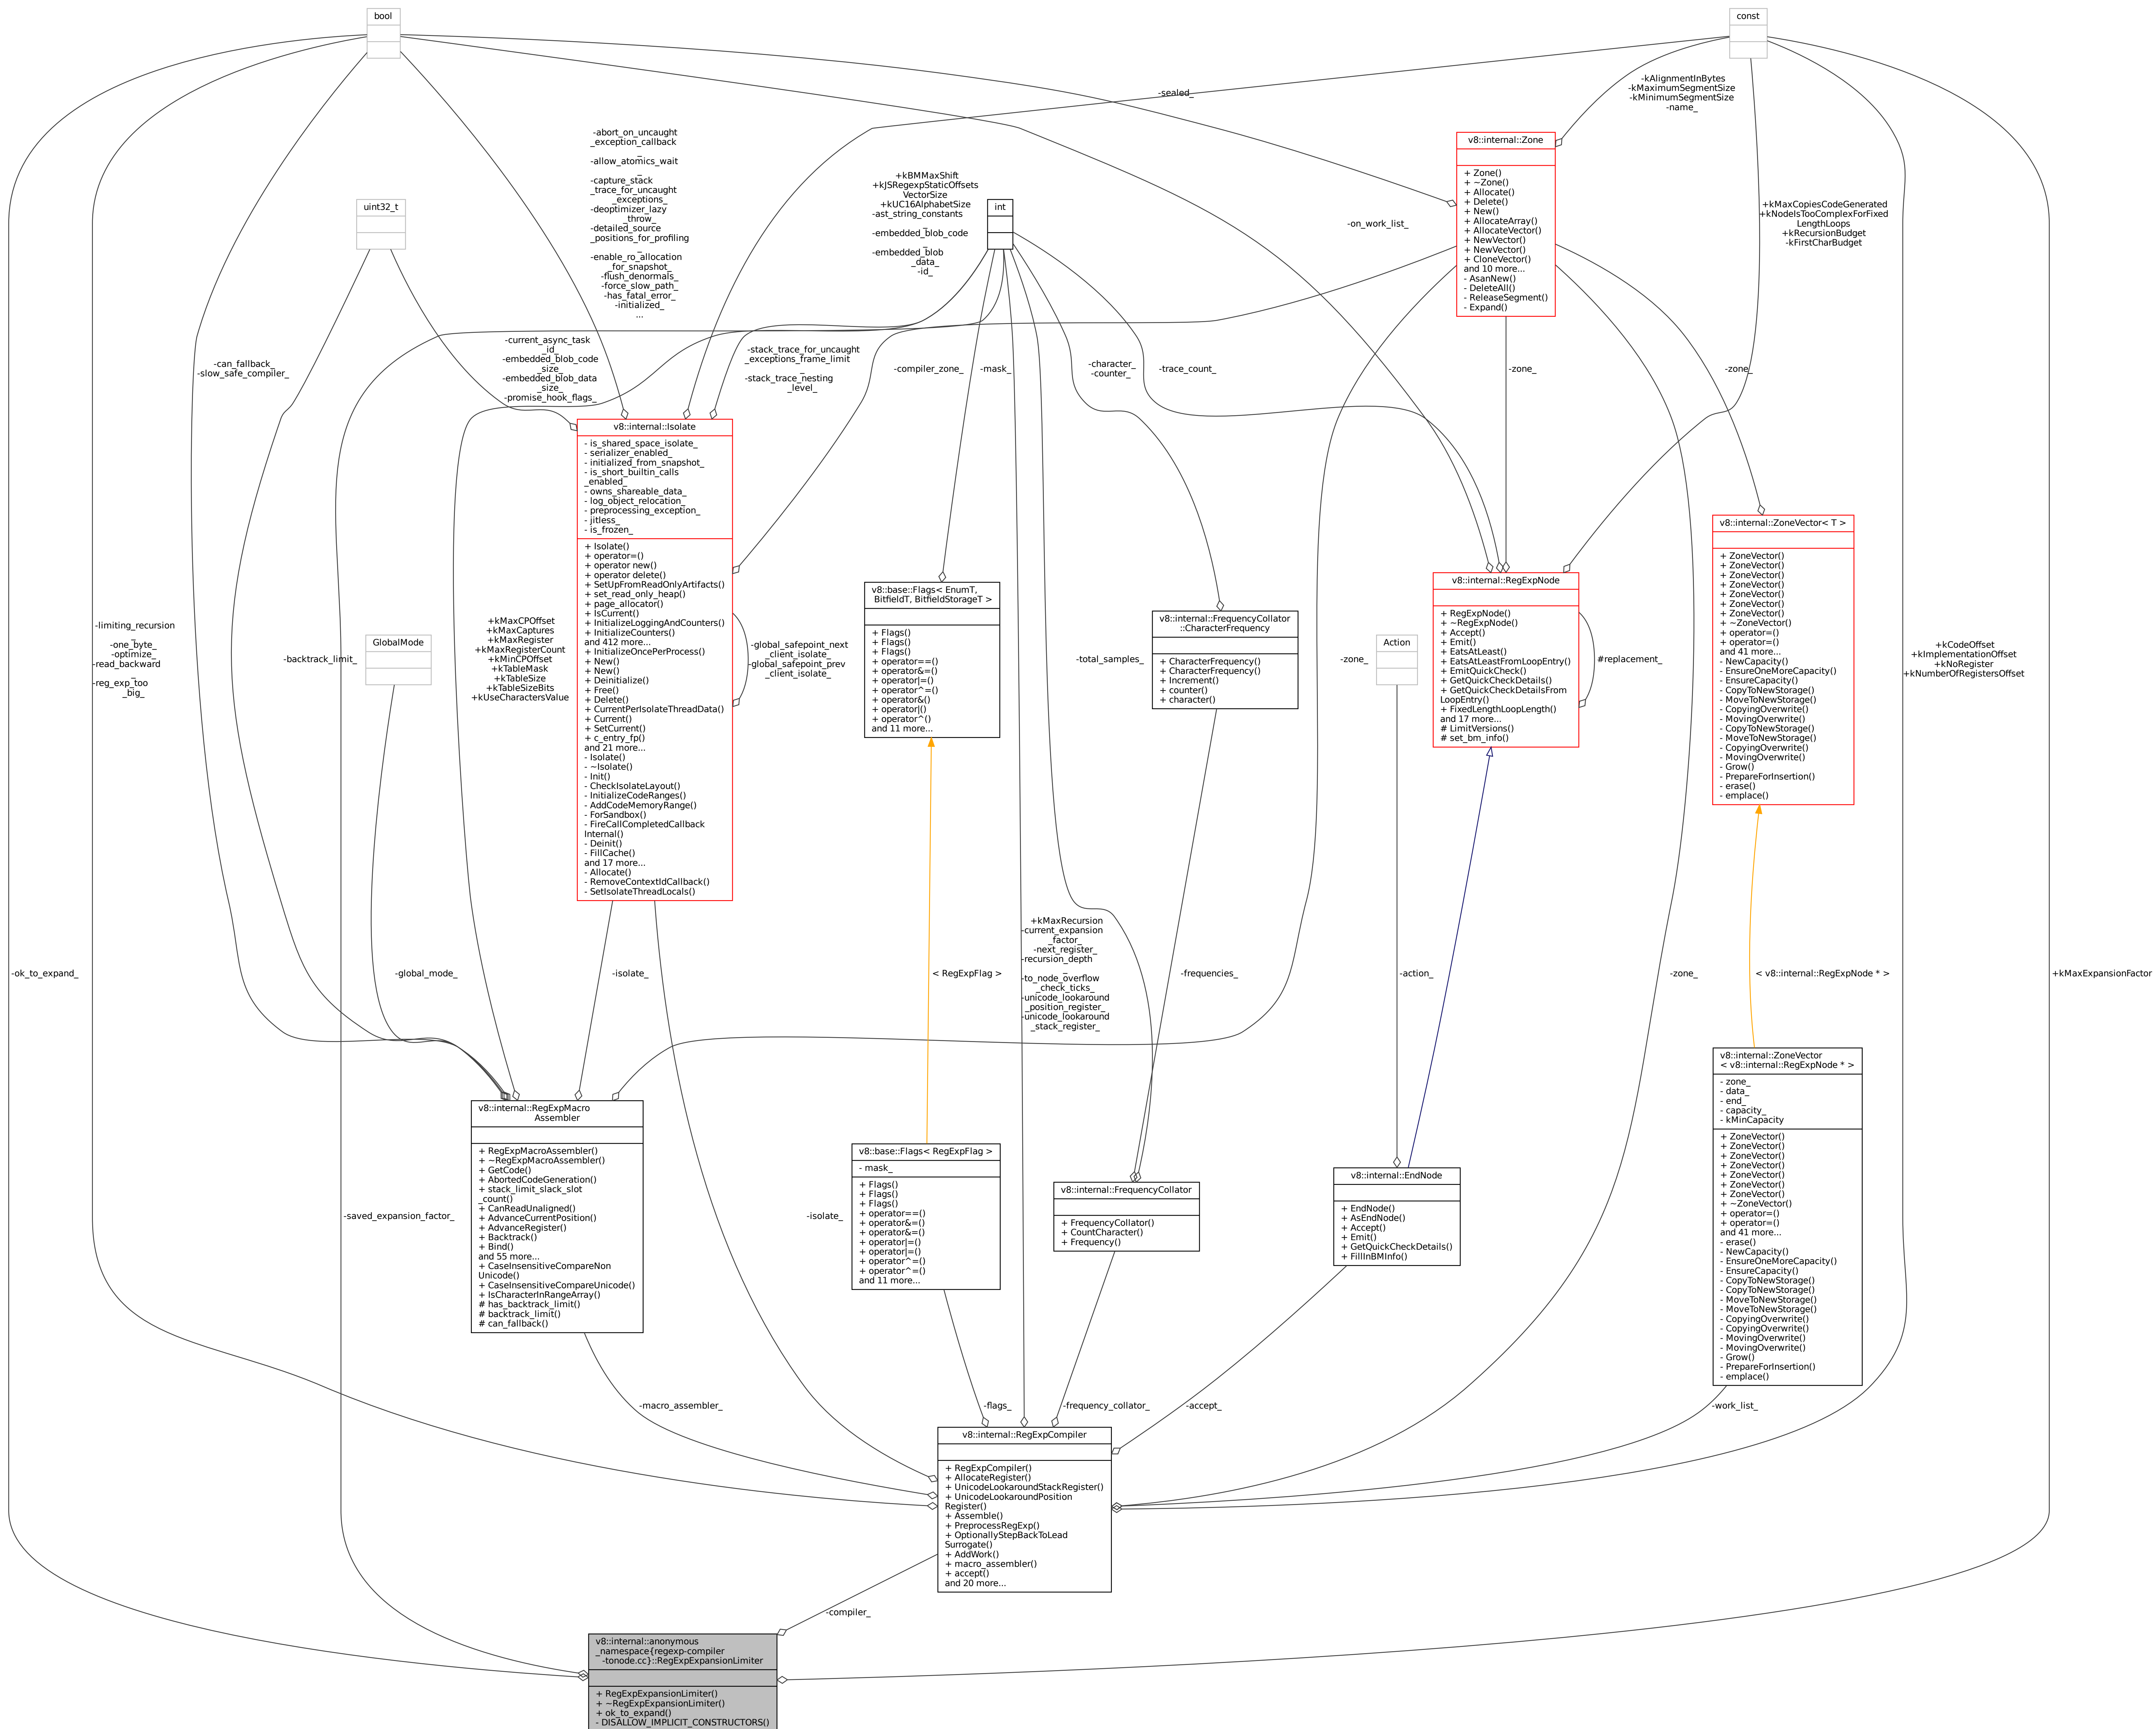 bool
const
-sealed_
-kAlignmentInBytes
-kMaximumSegmentSize
-kMinimumSegmentSize
-name_
-abort_on_uncaught
_exception_callback
_
-allow_atomics_wait
_
-capture_stack
_trace_for_uncaught
_exceptions_
-deoptimizer_lazy
_throw_
-detailed_source
_positions_for_profiling
_
-enable_ro_allocation
_for_snapshot_
-flush_denormals_
-force_slow_path_
-has_fatal_error_
-initialized_
...
v8::internal::Zone
+ Zone()
+ ~Zone()
+ Allocate()
+ Delete()
+ New()
+ AllocateArray()
+ AllocateVector()
+ NewVector()
+ NewVector()
+ CloneVector()
and 10 more...
- AsanNew()
- DeleteAll()
- ReleaseSegment()
- Expand()
+kBMMaxShift
+kJSRegexpStaticOffsets
VectorSize
+kUC16AlphabetSize
-ast_string_constants
_
-embedded_blob_code
_
-embedded_blob
_data_
-id_
uint32_t
int
-on_work_list_
+kMaxCopiesCodeGenerated
+kNodeIsTooComplexForFixed
LengthLoops
+kRecursionBudget
-kFirstCharBudget
-can_fallback_
-slow_safe_compiler_
-current_async_task
_id_
-embedded_blob_code
_size_
-embedded_blob_data
_size_
-promise_hook_flags_
-stack_trace_for_uncaught
_exceptions_frame_limit
_
-stack_trace_nesting
_level_
-compiler_zone_
-mask_
-character_
-counter_
-trace_count_
-zone_
-zone_
v8::internal::Isolate
- is_shared_space_isolate_
- serializer_enabled_
- initialized_from_snapshot_
- is_short_builtin_calls
_enabled_
- owns_shareable_data_
- log_object_relocation_
- preprocessing_exception_
- jitless_
- is_frozen_
+ Isolate()
+ operator=()
+ operator new()
+ operator delete()
+ SetUpFromReadOnlyArtifacts()
+ set_read_only_heap()
+ page_allocator()
+ IsCurrent()
+ InitializeLoggingAndCounters()
+ InitializeCounters()
and 412 more...
+ InitializeOncePerProcess()
+ New()
+ New()
+ Deinitialize()
+ Free()
+ Delete()
+ CurrentPerIsolateThreadData()
+ Current()
+ SetCurrent()
+ c_entry_fp()
and 21 more...
- Isolate()
- ~Isolate()
- Init()
- CheckIsolateLayout()
- InitializeCodeRanges()
- AddCodeMemoryRange()
- ForSandbox()
- FireCallCompletedCallback
Internal()
- Deinit()
- FillCache()
and 17 more...
- Allocate()
- RemoveContextIdCallback()
- SetIsolateThreadLocals()
v8::internal::ZoneVector< T >
+ ZoneVector()
+ ZoneVector()
+ ZoneVector()
+ ZoneVector()
+ ZoneVector()
+ ZoneVector()
+ ZoneVector()
+ ~ZoneVector()
+ operator=()
+ operator=()
and 41 more...
- NewCapacity()
- EnsureOneMoreCapacity()
- EnsureCapacity()
- CopyToNewStorage()
- MoveToNewStorage()
- CopyingOverwrite()
- MovingOverwrite()
- CopyToNewStorage()
- MoveToNewStorage()
- CopyingOverwrite()
- MovingOverwrite()
- Grow()
- PrepareForInsertion()
- erase()
- emplace()
v8::base::Flags< EnumT,
BitfieldT, BitfieldStorageT >
+ Flags()
+ Flags()
+ Flags()
+ operator==()
+ operator&=()
+ operator|=()
+ operator^=()
+ operator&()
+ operator|()
+ operator^()
and 11 more...
v8::internal::FrequencyCollator
::CharacterFrequency
+ CharacterFrequency()
+ CharacterFrequency()
+ Increment()
+ counter()
+ character()
v8::internal::RegExpNode
+ RegExpNode()
+ ~RegExpNode()
+ Accept()
+ Emit()
+ EatsAtLeast()
+ EatsAtLeastFromLoopEntry()
+ EmitQuickCheck()
+ GetQuickCheckDetails()
+ GetQuickCheckDetailsFrom
LoopEntry()
+ FixedLengthLoopLength()
and 17 more...
# LimitVersions()
# set_bm_info()
#replacement_
Action
GlobalMode
-limiting_recursion
_
-one_byte_
-optimize_
-read_backward
_
-reg_exp_too
_big_
-backtrack_limit_
+kMaxCPOffset
+kMaxCaptures
+kMaxRegister
+kMaxRegisterCount
+kMinCPOffset
+kTableMask
+kTableSize
+kTableSizeBits
+kUseCharactersValue
-global_safepoint_next
_client_isolate_
-global_safepoint_prev
_client_isolate_
-total_samples_
-zone_
+kCodeOffset
+kImplementationOffset
+kNoRegister
+kNumberOfRegistersOffset
-ok_to_expand_
-global_mode_
-isolate_
< RegExpFlag >
+kMaxRecursion
-current_expansion
_factor_
-next_register_
-recursion_depth
_
-to_node_overflow
_check_ticks_
-unicode_lookaround
_position_register_
-unicode_lookaround
_stack_register_
-frequencies_
-action_
-zone_
< v8::internal::RegExpNode * >
+kMaxExpansionFactor
v8::internal::ZoneVector
< v8::internal::RegExpNode * >
- zone_
- data_
- end_
- capacity_
- kMinCapacity
+ ZoneVector()
+ ZoneVector()
+ ZoneVector()
+ ZoneVector()
+ ZoneVector()
+ ZoneVector()
+ ZoneVector()
+ ~ZoneVector()
+ operator=()
+ operator=()
and 41 more...
- erase()
- NewCapacity()
- EnsureOneMoreCapacity()
- EnsureCapacity()
- CopyToNewStorage()
- CopyToNewStorage()
- MoveToNewStorage()
- MoveToNewStorage()
- CopyingOverwrite()
- CopyingOverwrite()
- MovingOverwrite()
- MovingOverwrite()
- Grow()
- PrepareForInsertion()
- emplace()
v8::internal::RegExpMacro
Assembler
+ RegExpMacroAssembler()
+ ~RegExpMacroAssembler()
+ GetCode()
+ AbortedCodeGeneration()
+ stack_limit_slack_slot
_count()
+ CanReadUnaligned()
+ AdvanceCurrentPosition()
+ AdvanceRegister()
+ Backtrack()
+ Bind()
and 55 more...
+ CaseInsensitiveCompareNon
Unicode()
+ CaseInsensitiveCompareUnicode()
+ IsCharacterInRangeArray()
# has_backtrack_limit()
# backtrack_limit()
# can_fallback()
v8::base::Flags< RegExpFlag >
- mask_
+ Flags()
+ Flags()
+ Flags()
+ operator==()
+ operator&=()
+ operator&=()
+ operator|=()
+ operator|=()
+ operator^=()
+ operator^=()
and 11 more...
v8::internal::FrequencyCollator
+ FrequencyCollator()
+ CountCharacter()
+ Frequency()
v8::internal::EndNode
+ EndNode()
+ AsEndNode()
+ Accept()
+ Emit()
+ GetQuickCheckDetails()
+ FillInBMInfo()
-saved_expansion_factor_
-isolate_
-macro_assembler_
-flags_
-frequency_collator_
-accept_
-work_list_
v8::internal::RegExpCompiler
+ RegExpCompiler()
+ AllocateRegister()
+ UnicodeLookaroundStackRegister()
+ UnicodeLookaroundPosition
Register()
+ Assemble()
+ PreprocessRegExp()
+ OptionallyStepBackToLead
Surrogate()
+ AddWork()
+ macro_assembler()
+ accept()
and 20 more...
-compiler_
v8::internal::anonymous
_namespace{regexp-compiler
-tonode.cc}::RegExpExpansionLimiter
+ RegExpExpansionLimiter()
+ ~RegExpExpansionLimiter()
+ ok_to_expand()
- DISALLOW_IMPLICIT_CONSTRUCTORS()